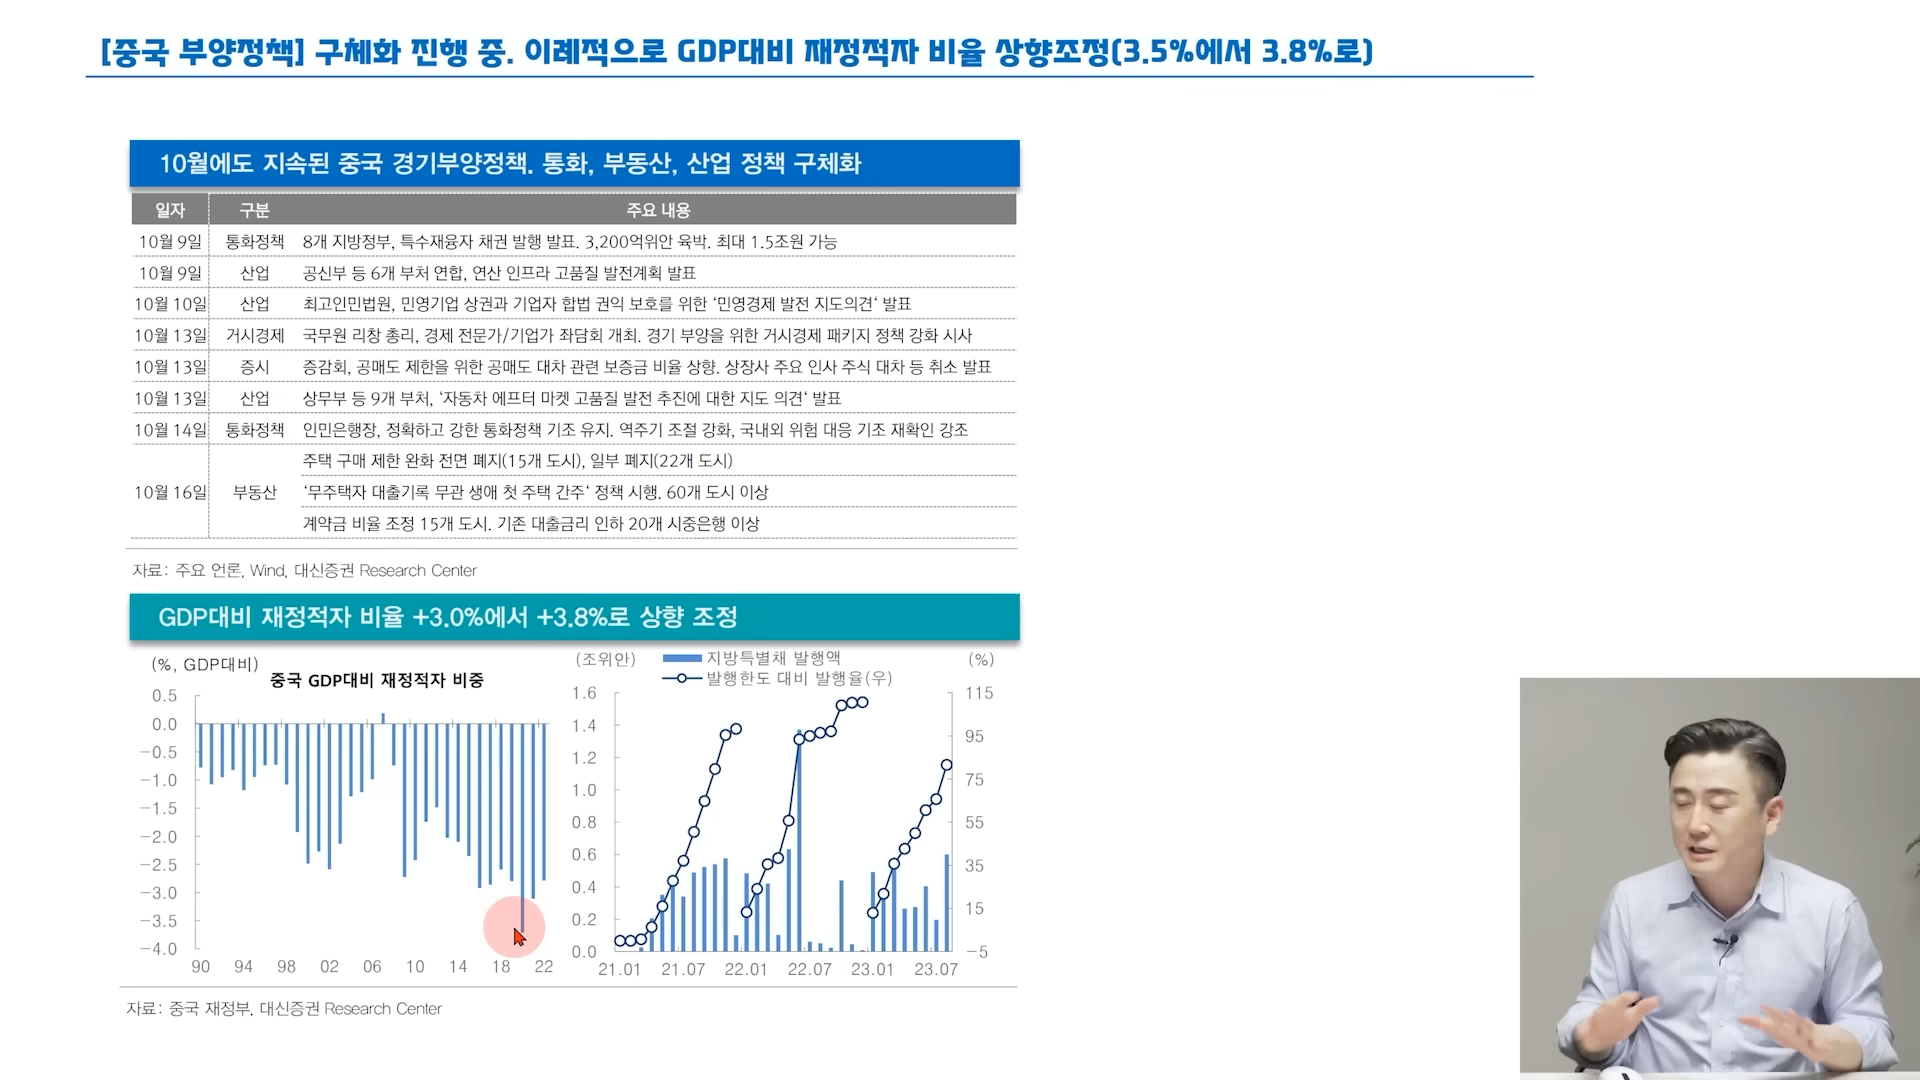 [중국 부양정책] 구체화 진행 중. 이례적으로 GDP대비 재정적자 비율 상향조정(3.5%에서 3.8%로)
10월에도 지속된 중국 경기부양정책. 통화, 부동산, 산업 정책 구체화
일자 구분 주요 내용
10월 9일 통화정책 8개 지방정부, 특수재융자 채권 발행 발표. 3,200억위안 육박. 최대 1.5조원 가능
10월 9일 산업 공신부 등 6개 부처 연합, 연산 인프라 고품질 발전계획 발표
10월 10일 산업 최고인민법원, 민영기업 상권과 기업자 합법 권익 보호를 위한 ‘민영경제 발전 지도의견‘ 발표
10월 13일 거시경제 국무원 리창 총리, 경제 전문가/기업가 좌담회 개최. 경기 부양을 위한 거시경제 패키지 정책 강화 시사
10월 13일 증시 증감회, 공매도 제한을 위한 공매도 대차 관련 보증금 비율 상향. 상장사 주요 인사 주식 대차 등 취소 발표
10월 13일 산업 상무부 등 9개 부처, ‘자동차 에프터 마켓 고품질 발전 추진에 대한 지도 의견‘ 발표
10월 14일 통화정책 인민은행장, 정확하고 강한 통화정책 기조 유지. 역주기 조절 강화, 국내외 위험 대응 기조 재확인 강조
주택 구매 제한 완화 전면 폐지(15개 도시), 일부 폐지(22개 도시)
10월 16일 부동산 ‘무주택자 대출기록 무관 생애 첫 주택 간주‘ 정책 시행. 60개 도시 이상
계약금 비율 조정 15개 도시. 기존 대출금리 인하 20개 시중은행 이상
자료: 주요 언론, Wind, 대신증권 Research Center
GDP대비 재정적자 비율 +3.0%에서 +3.8%로 상향 조정
(%, GDP대비)
중국 GDP대비 재정적자 비중
0.5
0.0
-0.5
-1.0
-1.5
-2.0
-2.5
-3.0
-3.5
-4.0
90 94 98 02 06 10 14 18 22
(조위안) 지방특별채 발행액 (%)
발행한도 대비 발행율(우)
1.6 115
1.4
95
1.2
75
1.0
0.8 55
0.6
35
0.4
15
0.2
0.0 -5
21.01 21.07 22.01 22.07 23.01 23.07
자료: 중국 재정부, 대신증권 Research Center